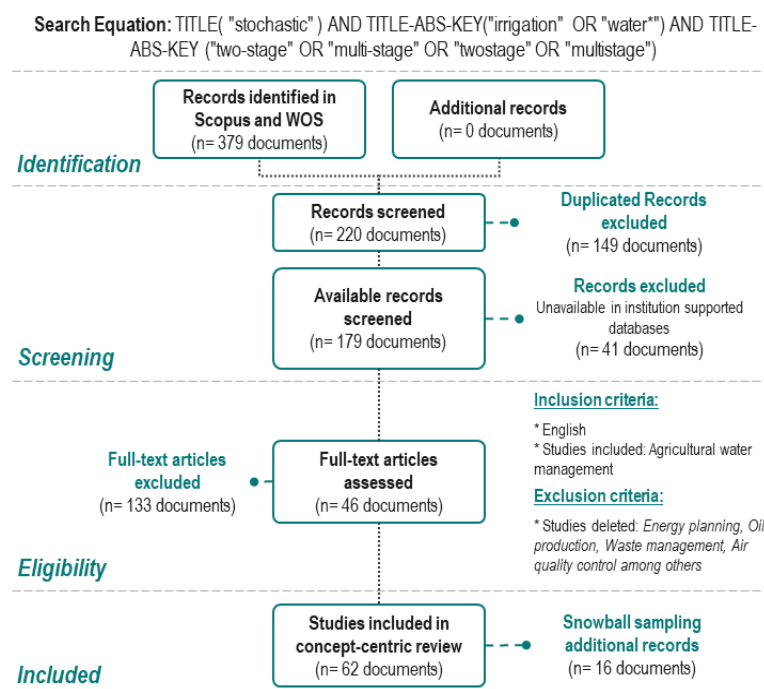 Search Equation: TITLE( "stochastic" ) AND TITLE-ABS-KEY("irrigation" OR "water*") AND TITLE-
ABS-KEY ("two-stage" OR "multi-stage" OR "twostage" OR "multistage")
Records identified in
Scopus and WOS
(n= 379 documents)
Additional records
(n= 0 documents)
Identification
Records screened
(n= 220 documents)
Duplicated Records
excluded
(n= 149 documents)
Available records
screened
(n= 179 documents)
Records excluded
Unavailable in institution supported
databases
(n= 41 documents)
Screening
Inclusion criteria:
* English
* Studies included: Agricultural water
management
Exclusion criteria:
* Studies deleted: Energy planning, Oil
production, Waste management, Air
quality control among others
Full-text articles
excluded
(n= 133 documents)
Full-text articles
assessed
(n= 46 documents)
Eligibility
Studies included in
concept-centric review
(n= 62 documents)
Snowball sampling
additional records
(n= 16 documents)
Included